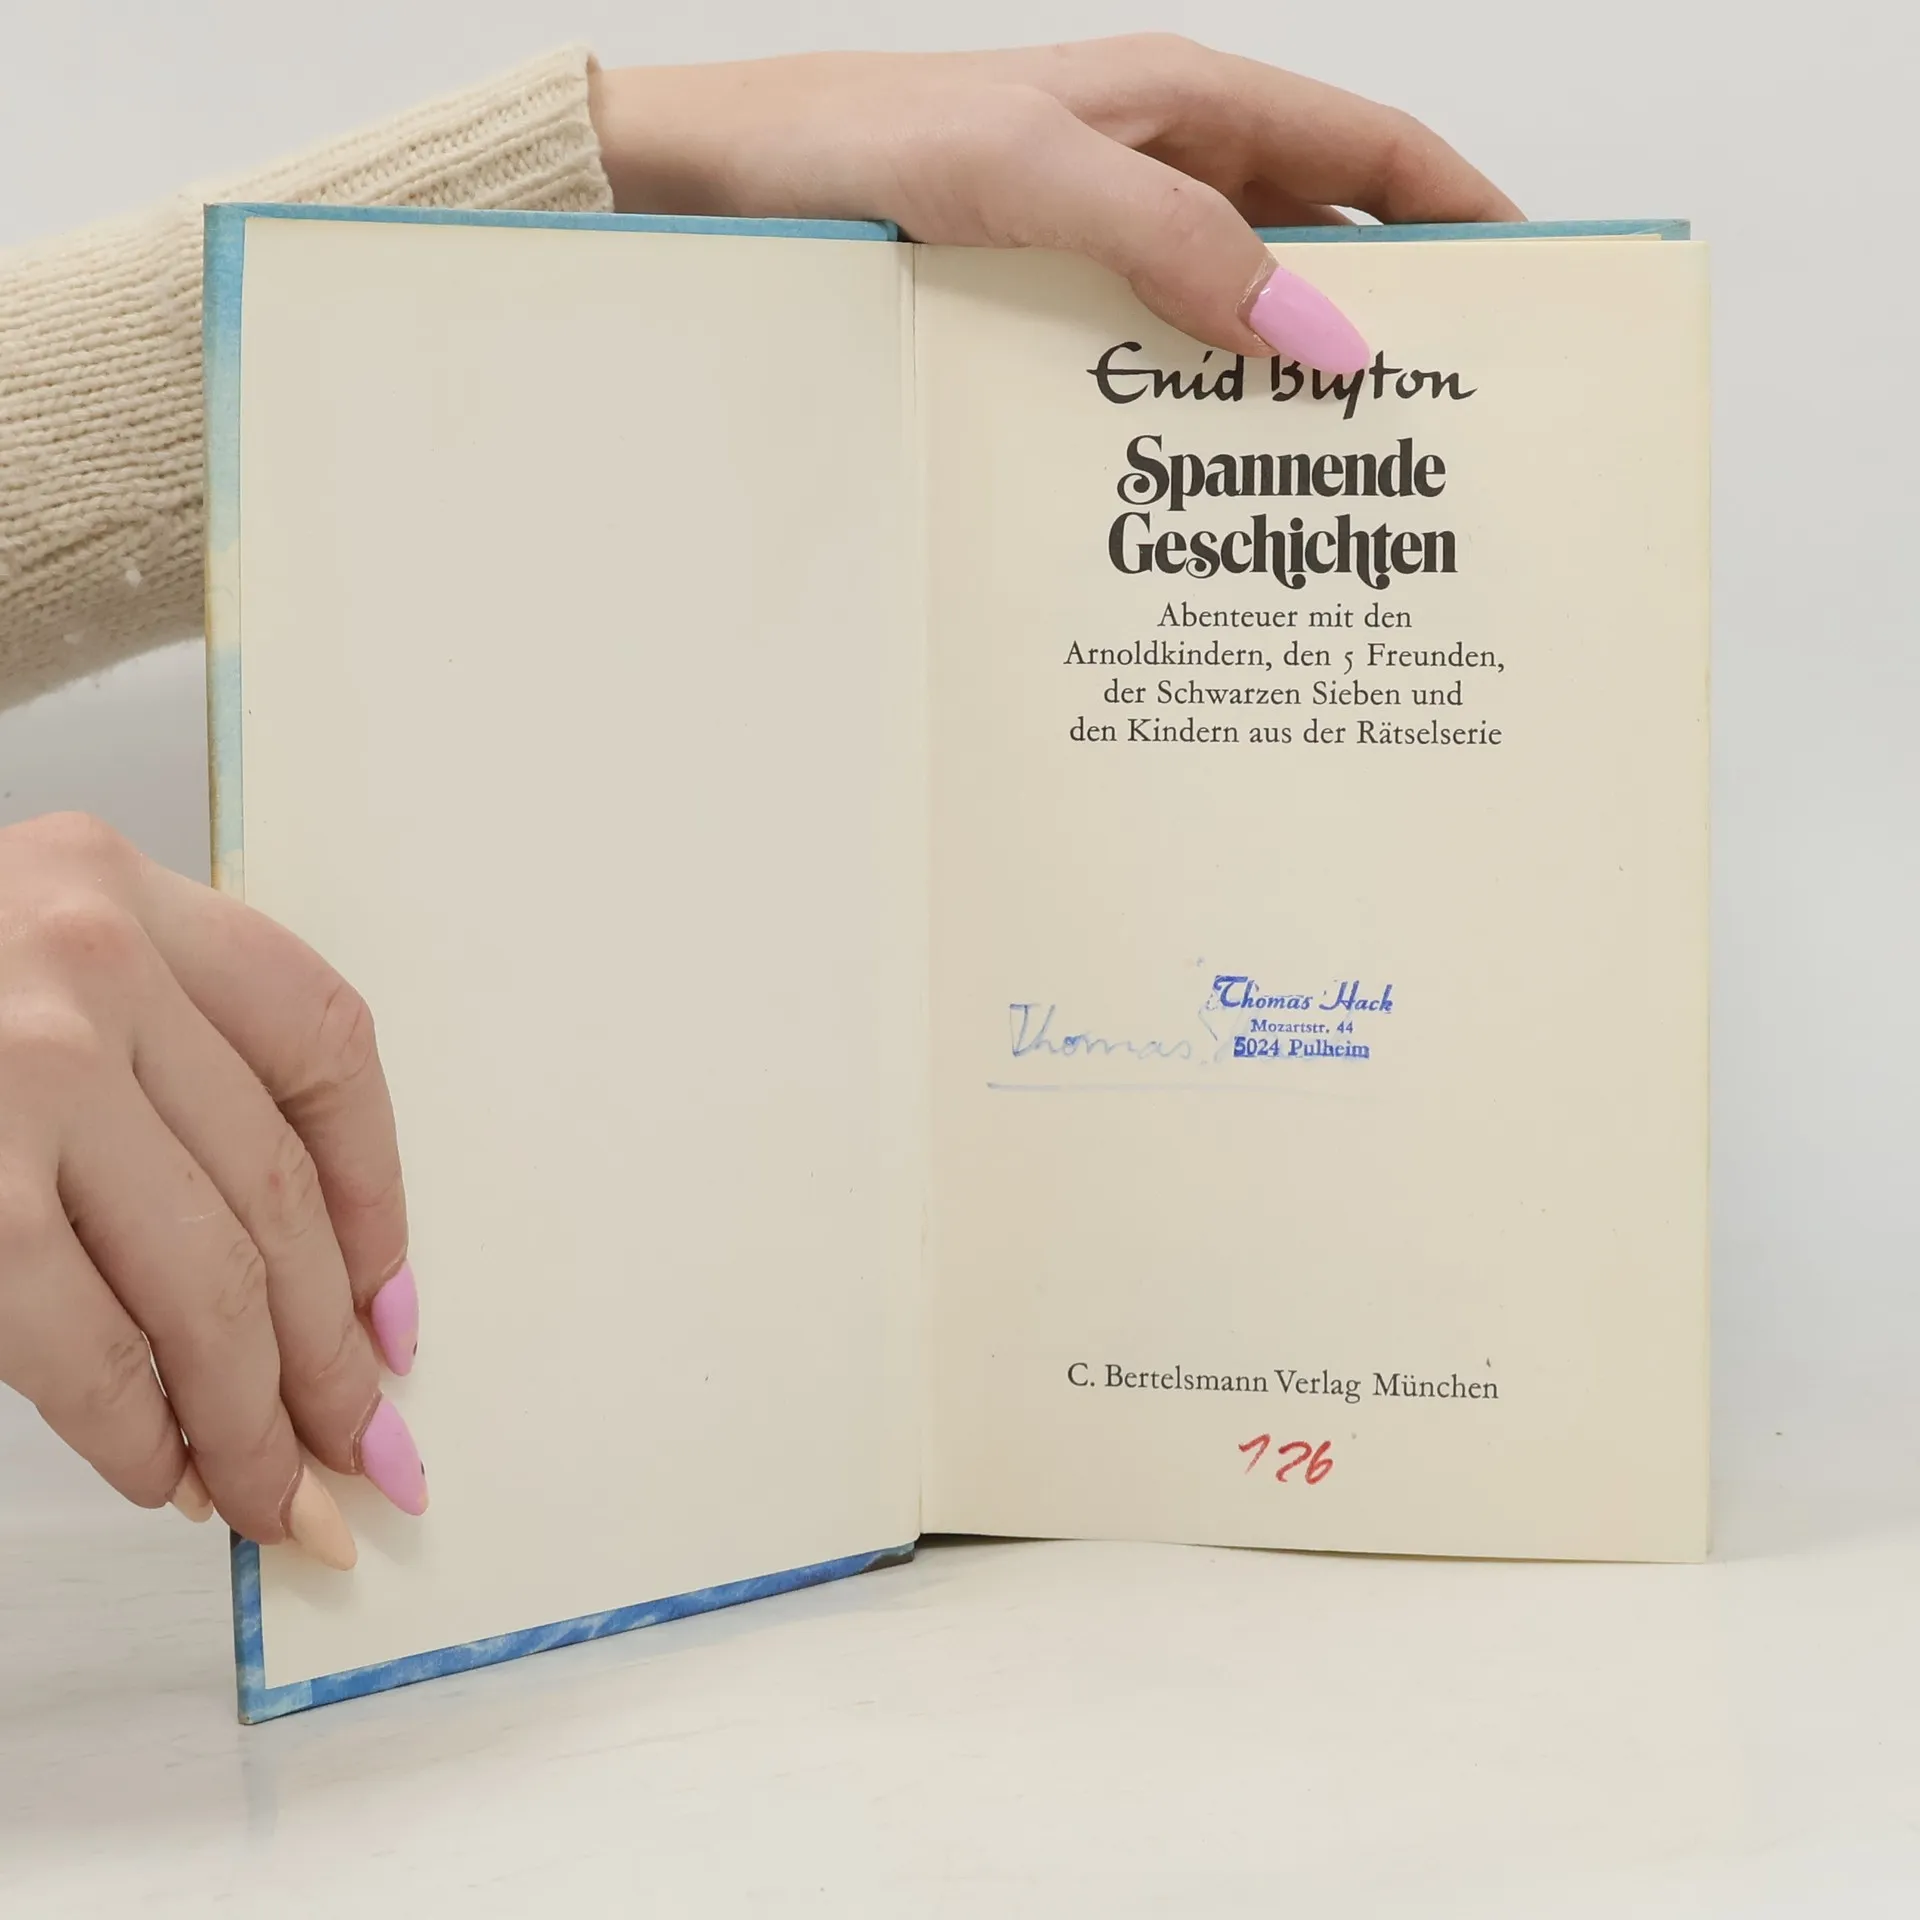 Enid Blyton
Spannende
Geschichten
Abenteuer mit den
Arnoldkindern, den 5 Freunden,
der Schwarzen Sieben und
den Kindern aus der Rätselserie
Thomas Hack
Mozartstr. 44
5024 Pulheim
Thomas
C. Bertelsmann Verlag München
126